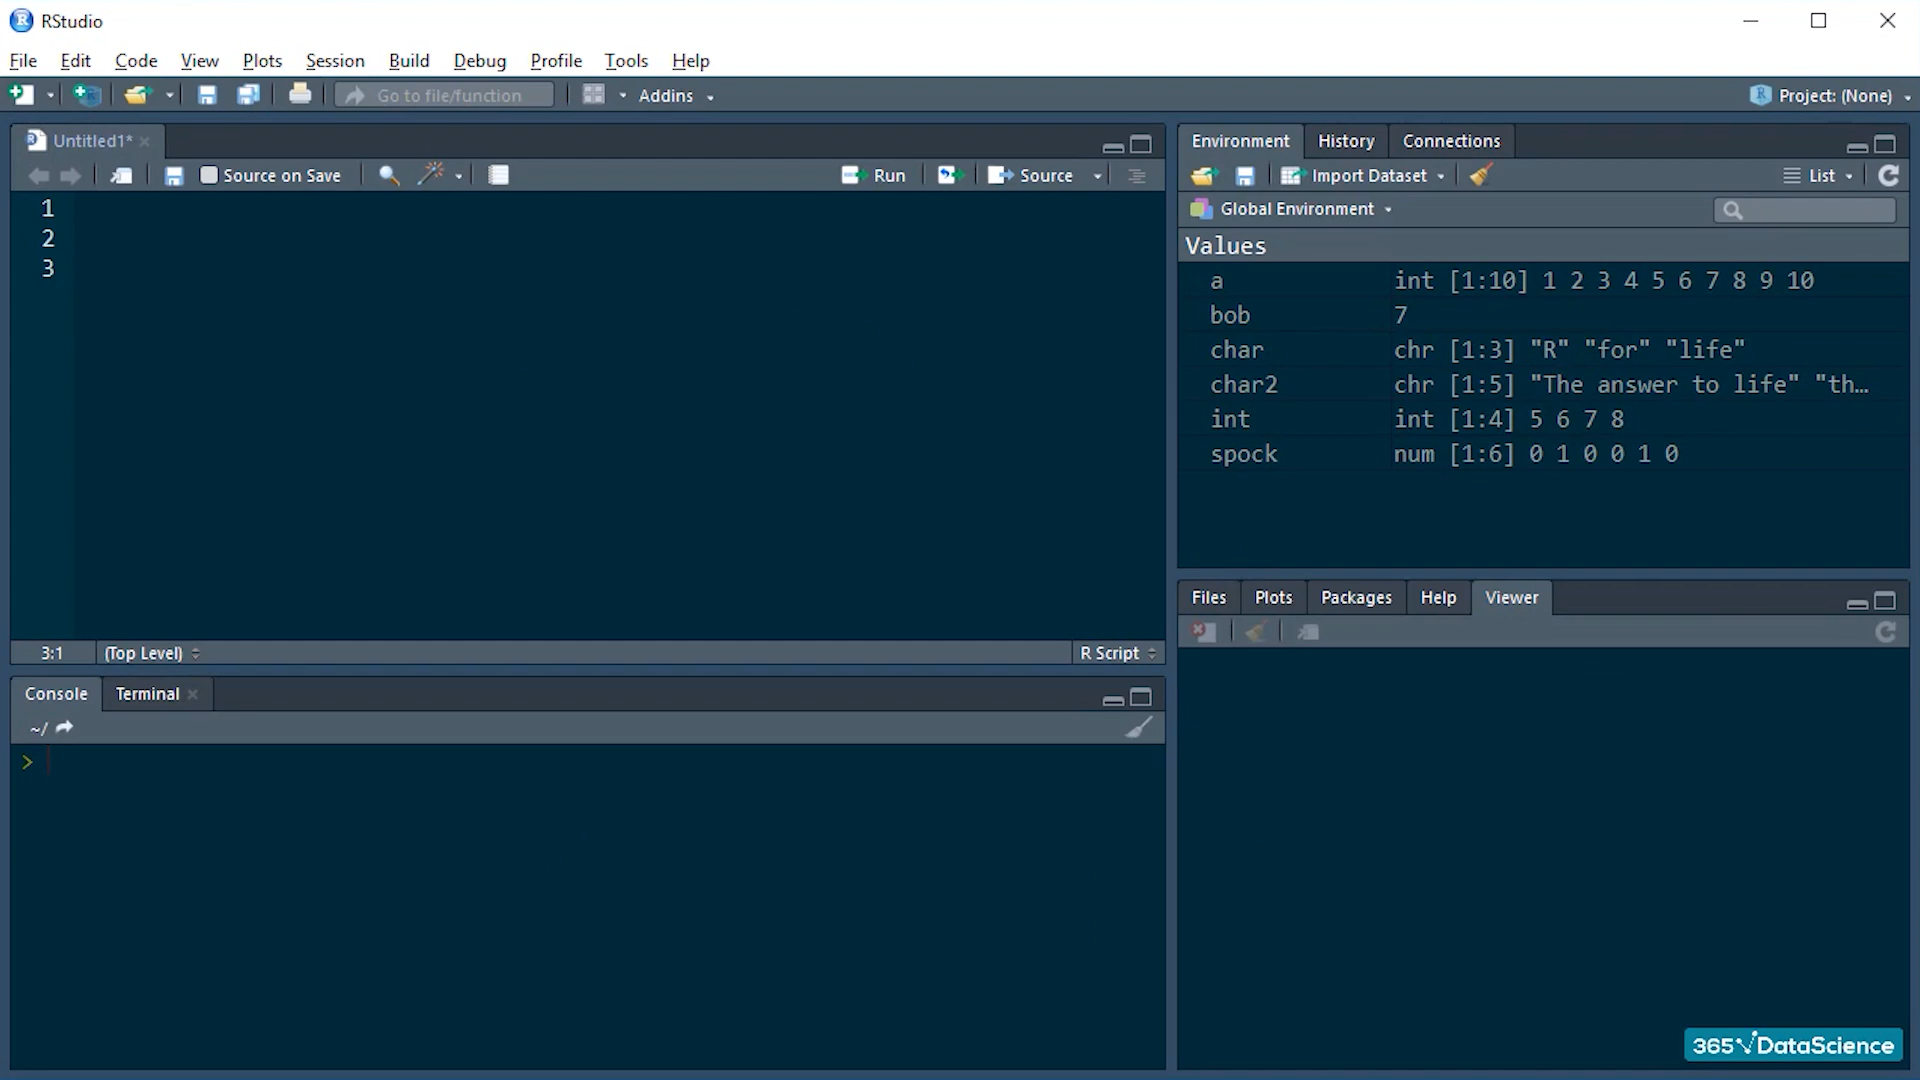 RStudio
File Edit Code View Plots Session Build Debug Profile Tools Help
Go to file/function Addins Project: (None)
Untitled1*
Source on Save Run Source
1
2
3
3:1 (Top Level) R Script
Console Terminal
~/
>
Environment History Connections
Import Dataset List
Global Environment
Values
a int [1:10] 1 2 3 4 5 6 7 8 9 10
bob 7
char chr [1:3] "R" "for" "life"
char2 chr [1:5] "The answer to life" "th…
int int [1:4] 5 6 7 8
spock num [1:6] 0 1 0 0 1 0
Files Plots Packages Help Viewer
365 DataScience